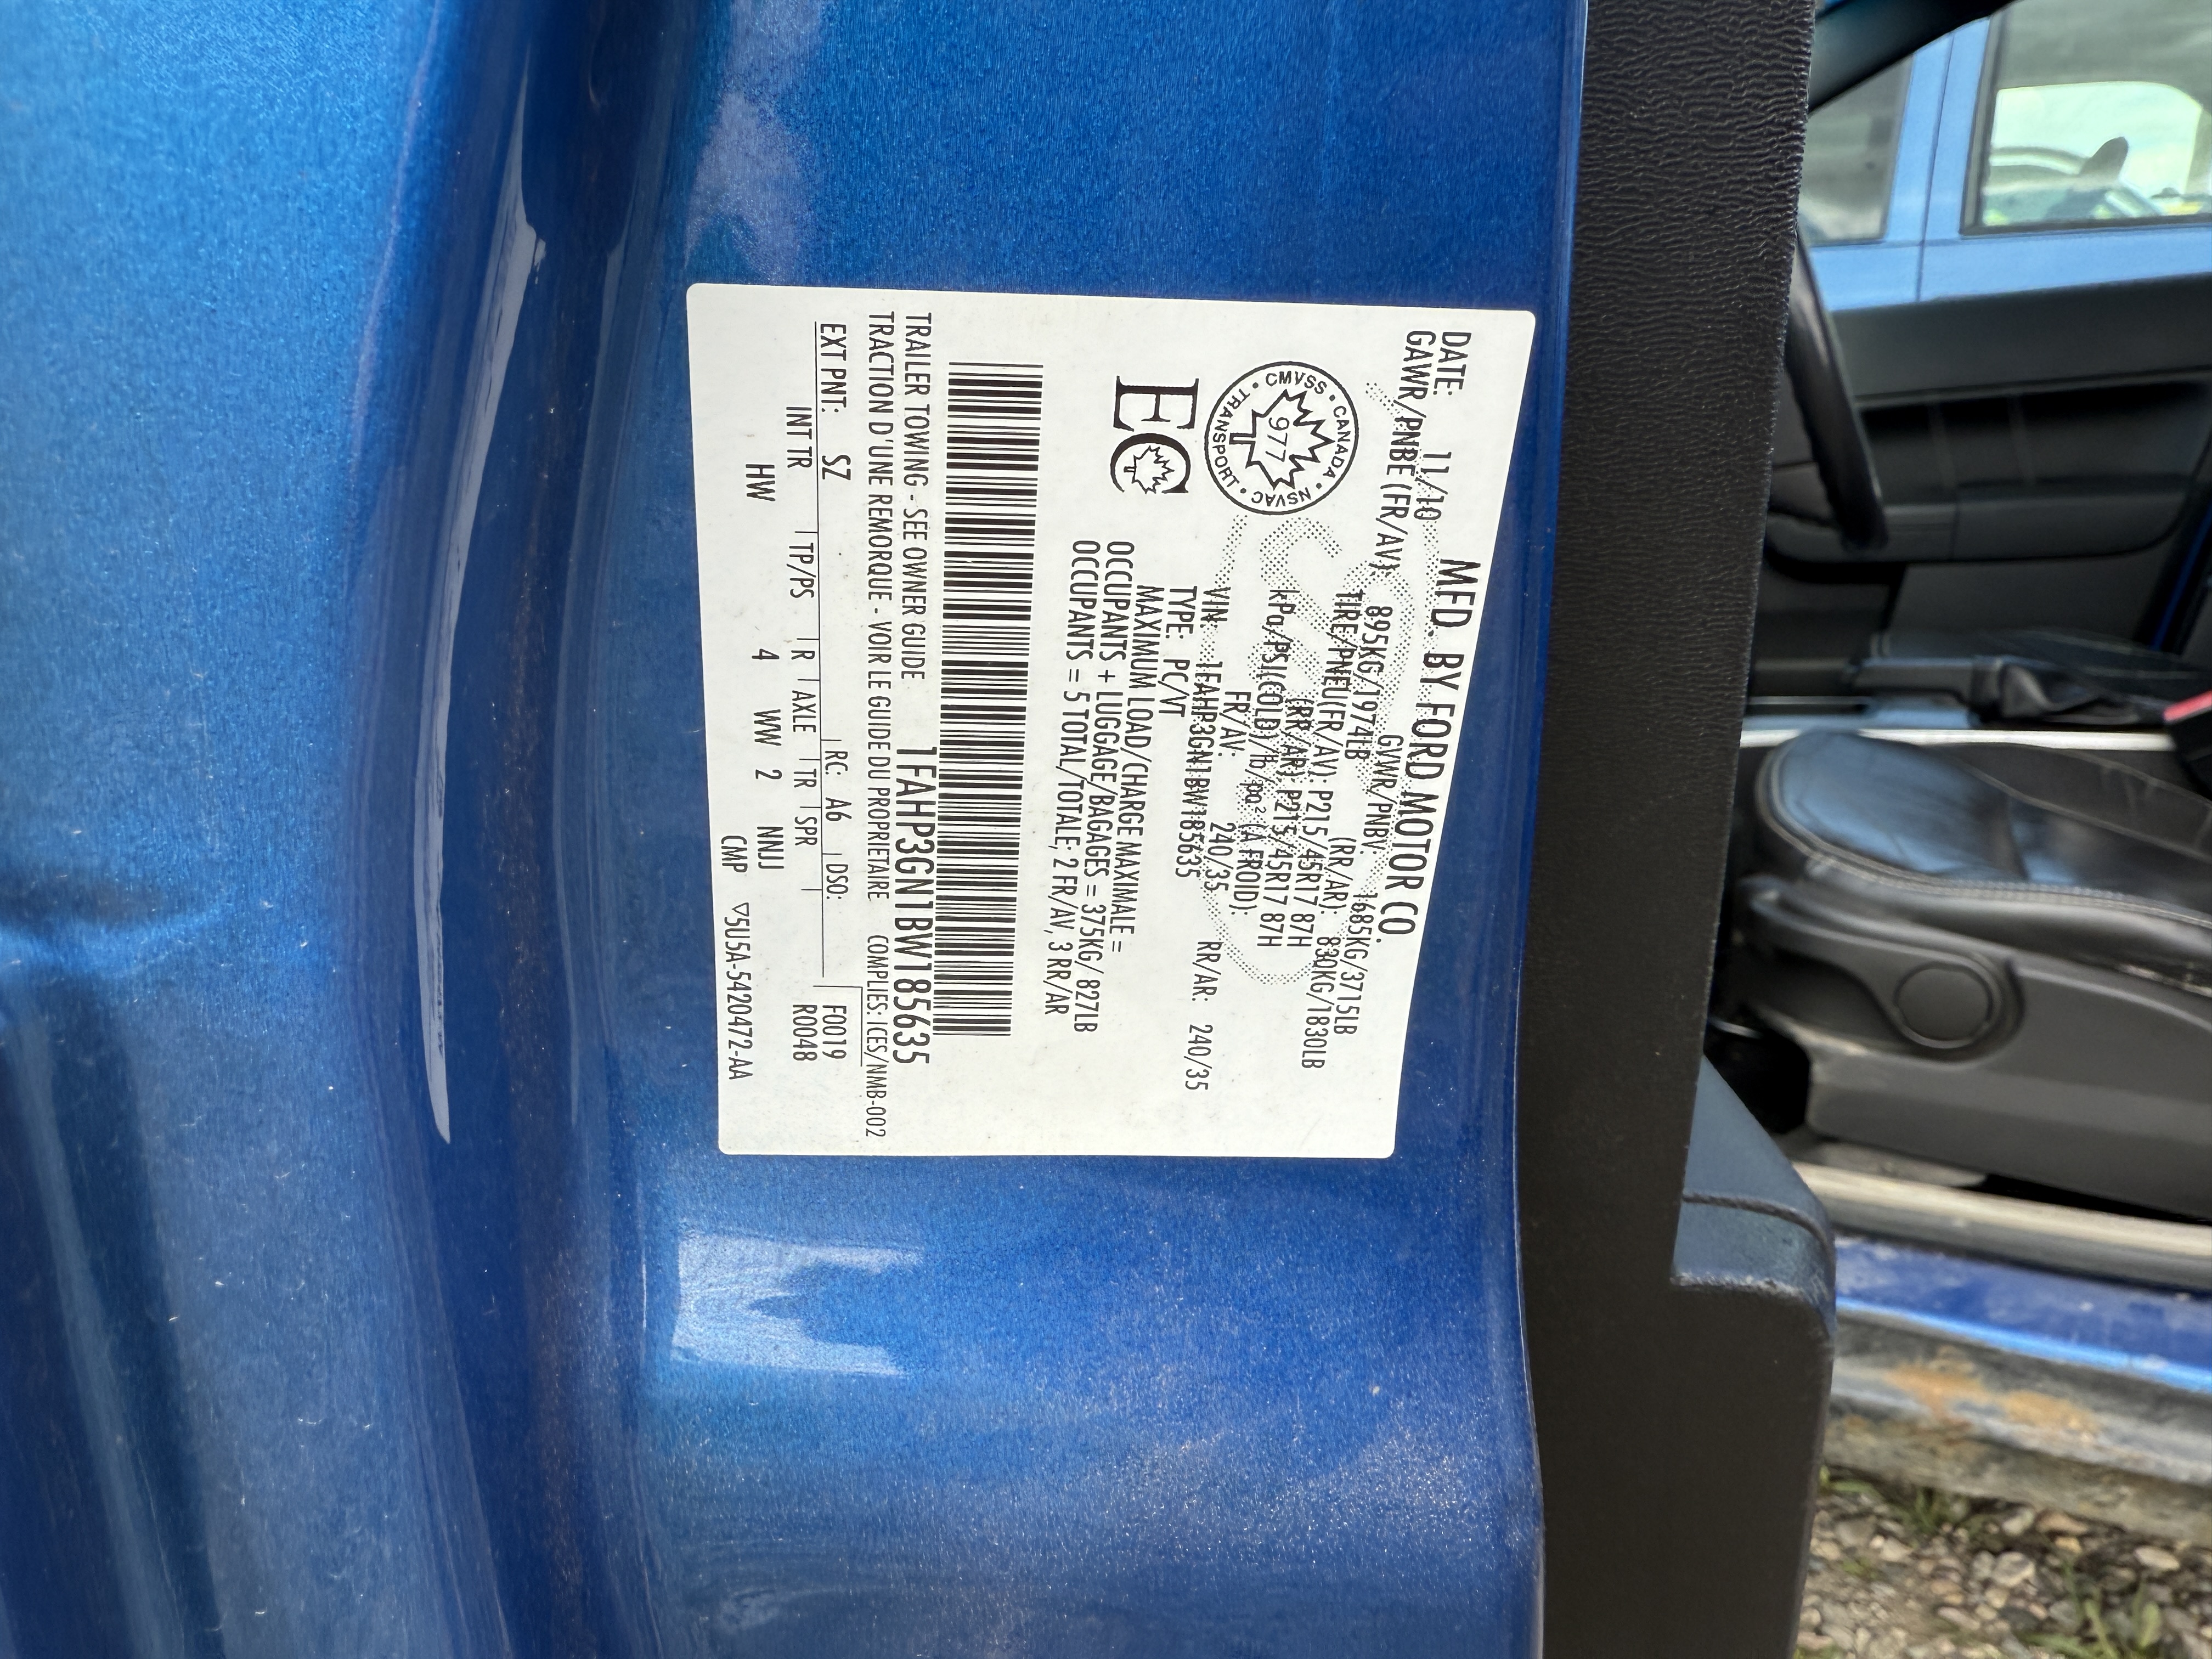 MFD. BY FORD MOTOR CO.
DATE: 11/10 GVWR/PNBV: 1685KG/3715LB
GAWR/PNBE (FR/AV): 895KG/1974LB (RR/AR): 830KG/1830LB
TIRE/PNEU(FR/AV): P215/45R17 87H
(RR/AR): P215/45R17 87H
kPa/PSI(COLD)/lb/po² (A FROID):
FR/AV: 240/35 RR/AR: 240/35
VIN: 1FAHP3GN1BW185635
TYPE: PC/VT
MAXIMUM LOAD/CHARGE MAXIMALE =
OCCUPANTS + LUGGAGE/BAGAGES = 375KG/ 827LB
OCCUPANTS = 5 TOTAL/TOTALE; 2 FR/AV, 3 RR/AR
CMVSS • CANADA • NSVAC • TRANSPORT •
977
EC
1FAHP3GN1BW185635
TRAILER TOWING - SEE OWNER GUIDE
TRACTION D'UNE REMORQUE - VOIR LE GUIDE DU PROPRIETAIRE COMPLIES: ICES/NMB-002
EXT PNT: SZ RC: A6 DSO: F0019
INT TR TP/PS R AXLE TR SPR R0048
HW 4 WW 2 NNJJ
CMP ▽5U5A-5420472-AA